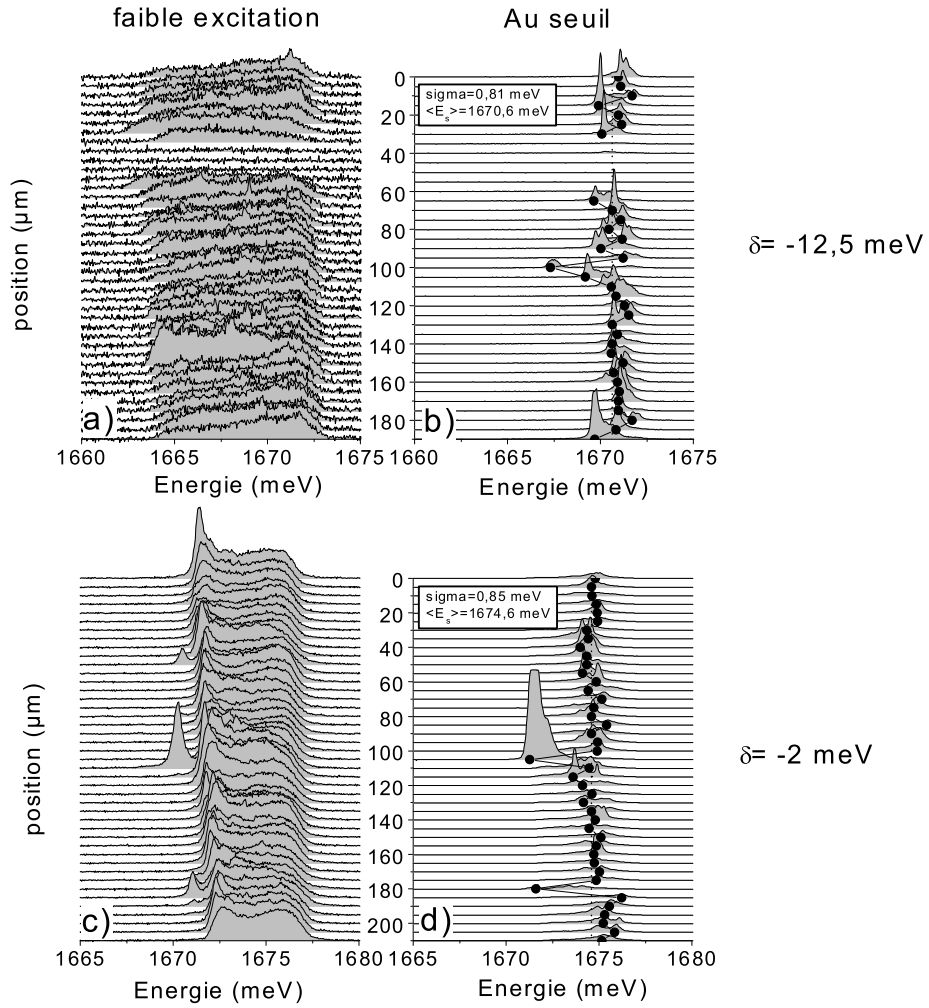 faible excitation
Au seuil
position (µm)
a)
1660 1665 1670 1675
Energie (meV)
0
20
40
60
80
100
120
140
160
180
sigma=0,81 meV
<Es>=1670,6 meV
b)
1660 1665 1670 1675
Energie (meV)
δ= -12,5 meV
position (µm)
c)
1665 1670 1675 1680
Energie (meV)
0
20
40
60
80
100
120
140
160
180
200
sigma=0,85 meV
<Es>=1674,6 meV
d)
1665 1670 1675 1680
Energie (meV)
δ= -2 meV